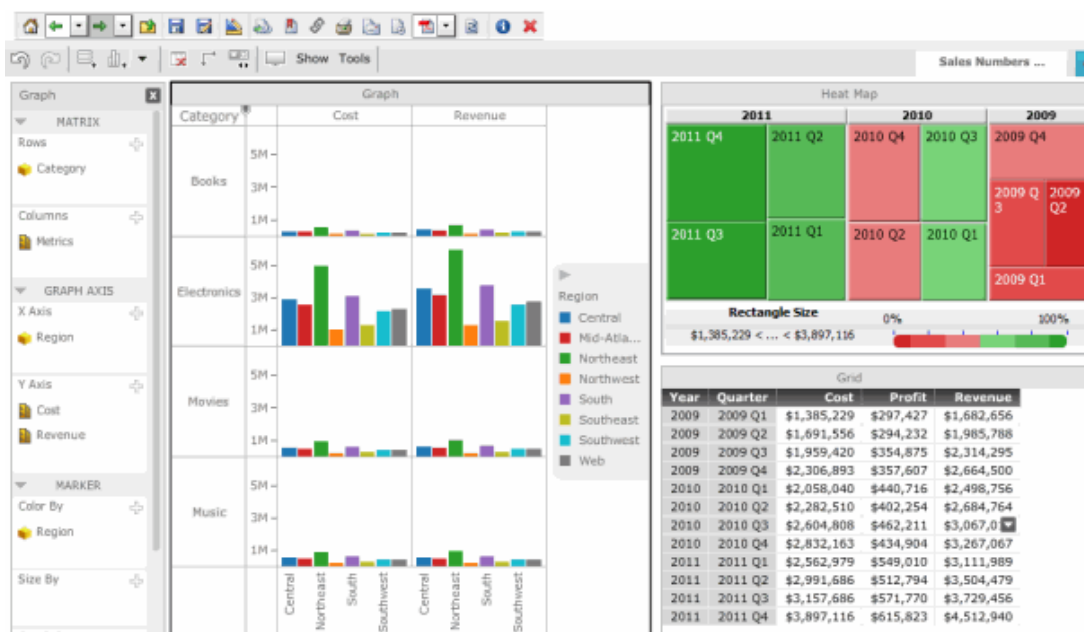 Show Tools
Sales Numbers ...
Graph
MATRIX
Rows
Category
Columns
Metrics
GRAPH AXIS
X Axis
Region
Y Axis
Cost
Revenue
MARKER
Color By
Region
Size By
Graph
Category Cost Revenue
Books
5M
3M
1M
Electronics
5M
3M
1M
Movies
5M
3M
1M
Music
5M
3M
1M
Central
Northeast
South
Southwest
Central
Northeast
South
Southwest
Region
Central
Mid-Atla...
Northeast
Northwest
South
Southeast
Southwest
Web
Heat Map
2011 2010 2009
2011 Q4 2011 Q2 2010 Q4 2010 Q3 2009 Q4
2009 Q3 2009 Q2
2011 Q3 2011 Q1 2010 Q2 2010 Q1
2009 Q1
Rectangle Size 0% 100%
$1,385,229 < ... < $3,897,116
Grid
Year Quarter Cost Profit Revenue
2009 2009 Q1 $1,385,229 $297,427 $1,682,656
2009 2009 Q2 $1,691,556 $294,232 $1,985,788
2009 2009 Q3 $1,959,420 $354,875 $2,314,295
2009 2009 Q4 $2,306,893 $357,607 $2,664,500
2010 2010 Q1 $2,058,040 $440,716 $2,498,756
2010 2010 Q2 $2,282,510 $402,254 $2,684,764
2010 2010 Q3 $2,604,808 $462,211
2010 2010 Q4 $2,832,163 $434,904 $3,267,067
2011 2011 Q1 $2,562,979 $549,010 $3,111,989
2011 2011 Q2 $2,991,686 $512,794 $3,504,479
2011 2011 Q3 $3,157,686 $571,770 $3,729,456
2011 2011 Q4 $3,897,116 $615,823 $4,512,940